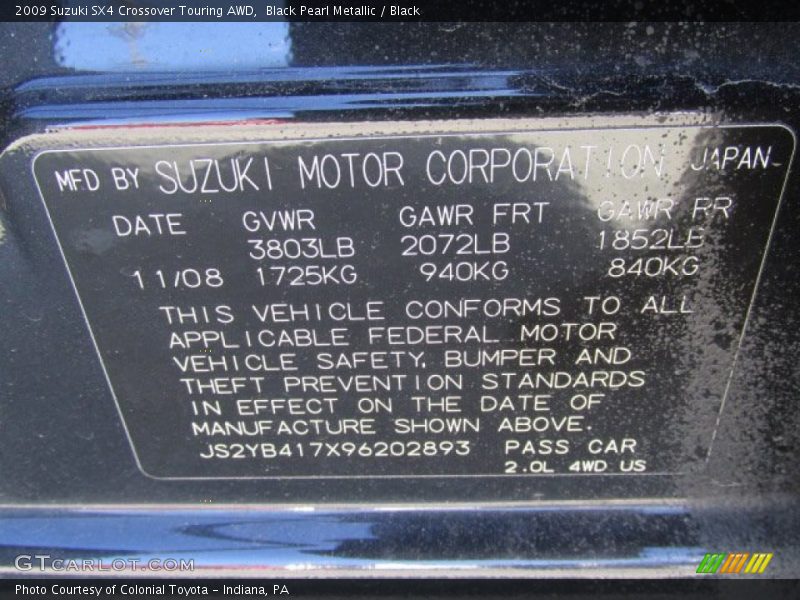 2009 Suzuki SX4 Crossover Touring AWD,  Black Pearl Metallic / Black
MFD BY SUZUKI MOTOR CORPORATION JAPAN
DATE GVWR GAWR FRT GAWR RR
3803LB 2072LB 1852LB
11/08 1725KG 940KG 840KG
THIS VEHICLE CONFORMS TO ALL
APPLICABLE FEDERAL MOTOR
VEHICLE SAFETY, BUMPER AND
THEFT PREVENTION STANDARDS
IN EFFECT ON THE DATE OF
MANUFACTURE SHOWN ABOVE.
JS2YB417X96202893 PASS CAR
2.0L 4WD US
GTcarlot.com
Photo Courtesy of Colonial Toyota - Indiana, PA